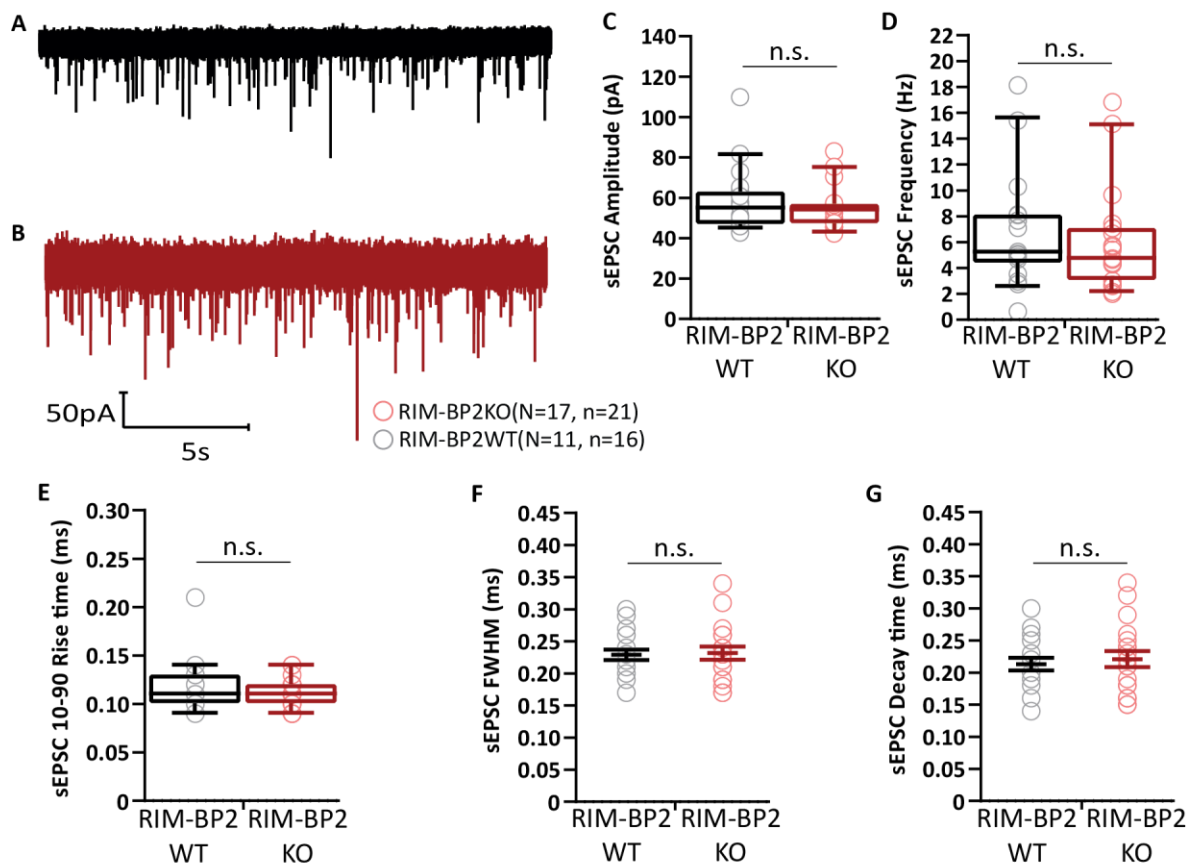 A
B
50pA
5s
RIM-BP2KO(N=17, n=21)
RIM-BP2WT(N=11, n=16)
C
sEPSC Amplitude (pA)
140
120
100
80
60
40
20
0
n.s.
RIM-BP2 RIM-BP2
WT KO
D
sEPSC Frequency (Hz)
22
20
18
16
14
12
10
8
6
4
2
0
n.s.
RIM-BP2 RIM-BP2
WT KO
E
sEPSC 10-90 Rise time (ms)
0.30
0.25
0.20
0.15
0.10
0.05
0
n.s.
RIM-BP2 RIM-BP2
WT KO
F
sEPSC FWHM (ms)
0.45
0.40
0.35
0.30
0.25
0.20
0.15
0.10
0.05
0.00
n.s.
RIM-BP2 RIM-BP2
WT KO
G
sEPSC Decay time (ms)
0.45
0.40
0.35
0.30
0.25
0.20
0.15
0.10
0.05
0.00
n.s.
RIM-BP2 RIM-BP2
WT KO